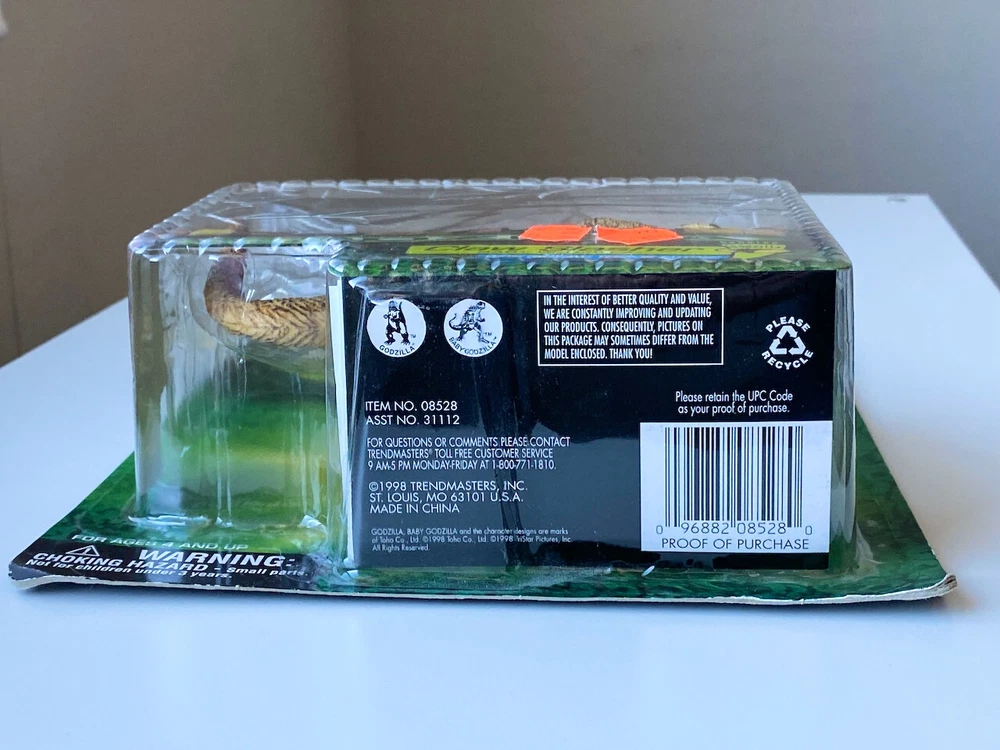 GODZILLA™
BABY GODZILLA™
IN THE INTEREST OF BETTER QUALITY AND VALUE,
WE ARE CONSTANTLY IMPROVING AND UPDATING
OUR PRODUCTS. CONSEQUENTLY, PICTURES ON
THIS PACKAGE MAY SOMETIMES DIFFER FROM THE
MODEL ENCLOSED. THANK YOU!
PLEASE
RECYCLE
ITEM NO. 08528
ASST NO. 31112
Please retain the UPC Code
as your proof of purchase.
FOR QUESTIONS OR COMMENTS PLEASE CONTACT
TRENDMASTERS® TOLL FREE CUSTOMER SERVICE
9 AM-5 PM MONDAY-FRIDAY AT 1-800-771-1810.
©1998 TRENDMASTERS, INC.
ST. LOUIS, MO 63101 U.S.A.
MADE IN CHINA
GODZILLA, BABY GODZILLA and the character designs are marks
of Toho Co., Ltd. ©1998 Toho Co., Ltd. ©1998 TriStar Pictures, Inc.
All Rights Reserved.
0 96882 08528 0
PROOF OF PURCHASE
FOR AGES 4 AND UP
WARNING:
CHOKING HAZARD - Small parts.
Not for children under 3 years.